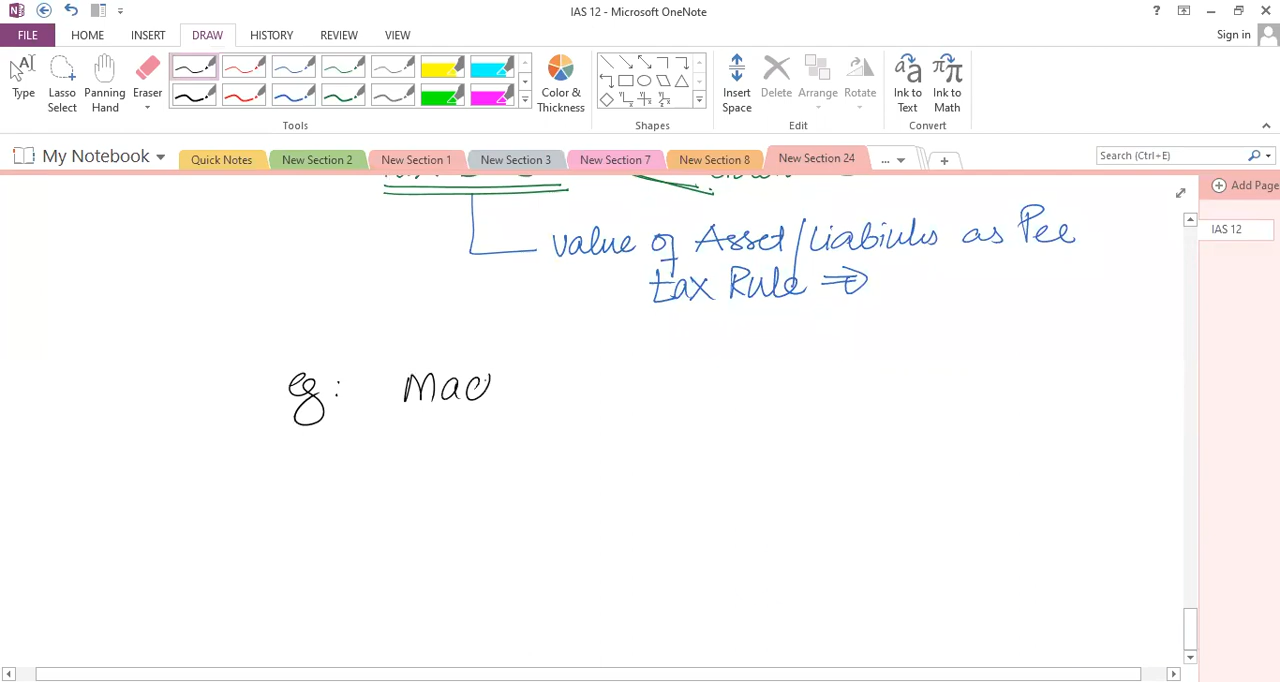 IAS 12 - Microsoft OneNote
?
FILE HOME INSERT DRAW HISTORY REVIEW VIEW
Sign in
Type
Lasso Select
Panning Hand
Eraser
Color & Thickness
Insert Space
Delete
Arrange
Rotate
Ink to Text
Ink to Math
Tools
Shapes
Edit
Convert
My Notebook
Quick Notes New Section 2 New Section 1 New Section 3 New Section 7 New Section 8 New Section 24 ...
Search (Ctrl+E)
Add Page
IAS 12
value of Asset/Liabiulis as Pee
tax Rule ⇒
eg: Mac